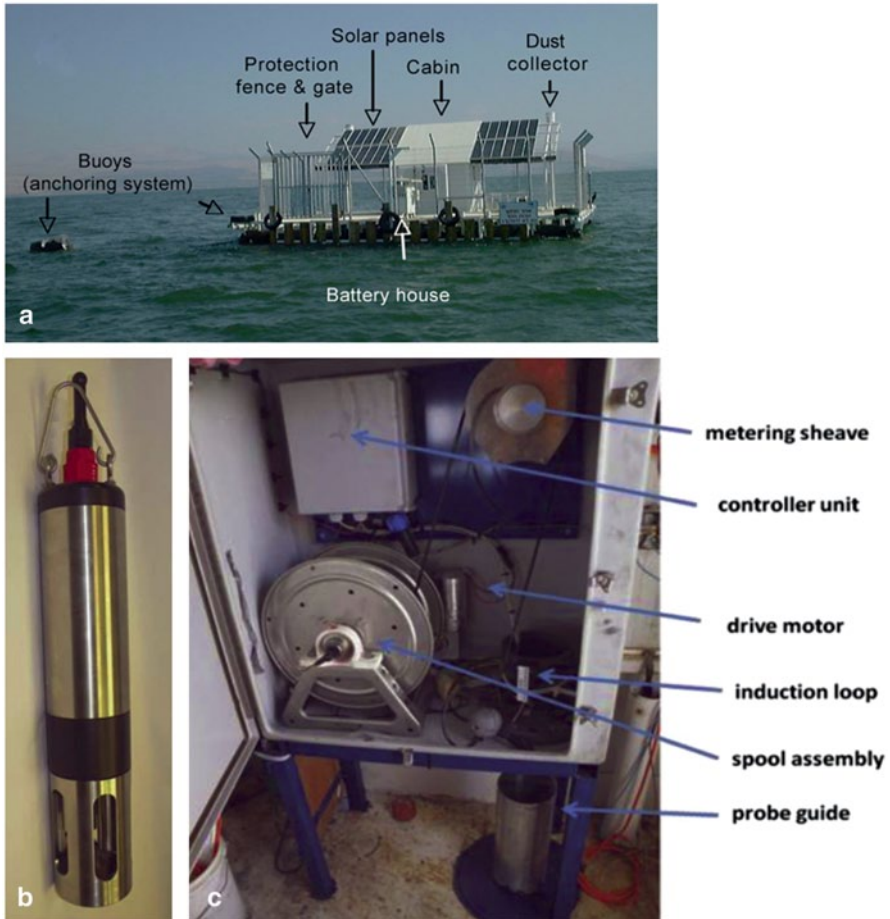 Solar panels
Dust
collector
Protection
fence & gate
Cabin
Buoys
(anchoring system)
Battery house
a
metering sheave
controller unit
drive motor
induction loop
spool assembly
probe guide
b
c